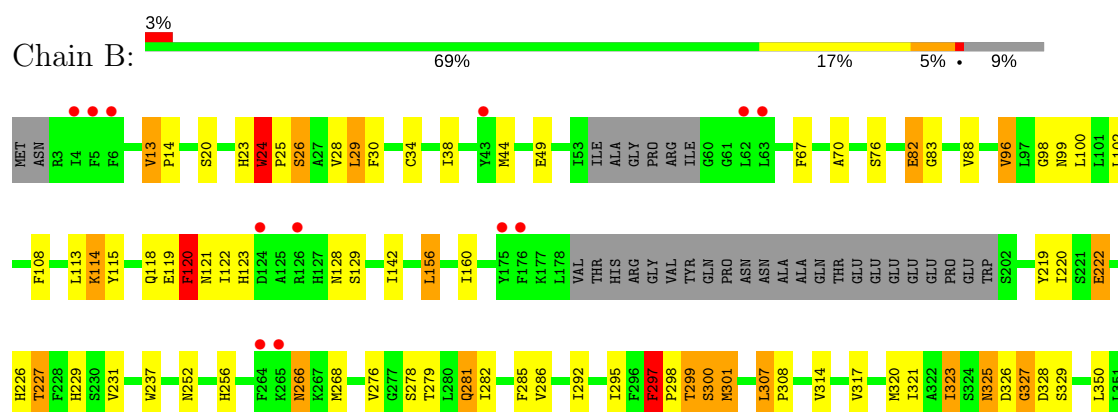 3%
Chain B:
69% 17% 5% • 9%
MET ASN R3 I4 F5 F6 V13 P14 S20 H23 W24 P25 S26 A27 V28 L29 F30 C34 I38 Y43 M44 E49 I53 ILE ALA GLY PRO ARG ILE G60 G61 L62 L63 F67 A70 S76 E82 G83 V88 V96 L97 G98 N99 L100 L101 L102
F108 L113 K114 Y115 Q118 E119 F120 N121 I122 H123 D124 A125 R126 H127 N128 S129 I142 L156 I160 Y175 F176 K177 L178 VAL THR HIS ARG GLY VAL TYR GLN PRO ASN ASN ALA ALA GLN THR GLU GLU GLU GLU GLU PRO GLU TRP S202 Y219 I220 S221 E222
H226 T227 F228 H229 S230 V231 W237 N252 H256 F264 K265 N266 K267 M268 V276 G277 S278 T279 L280 Q281 I282 F285 V286 I292 I295 F296 F297 P298 T299 S300 M301 L307 P308 V314 V317 M320 I321 A322 I323 S324 N325 D326 G327 D328 S329 L350